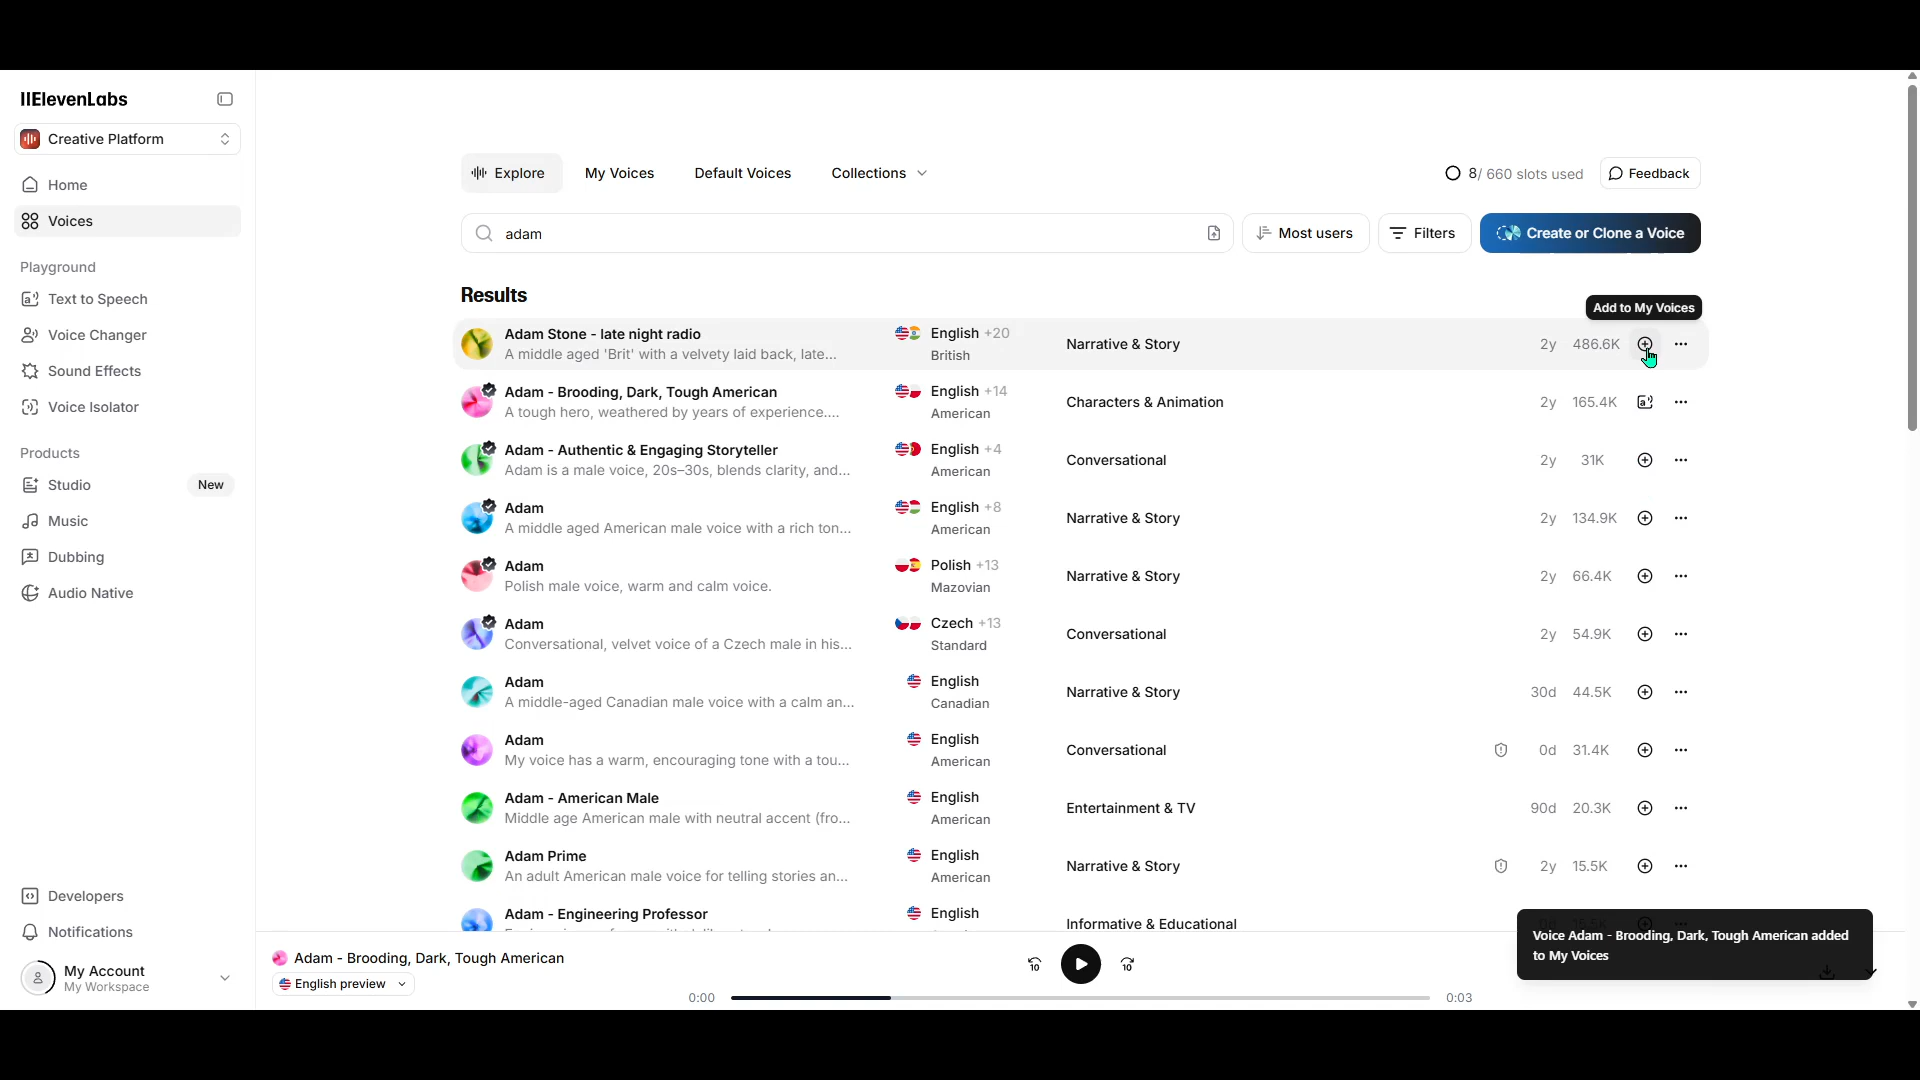 IIElevenLabs
Creative Platform
Home
Voices
Playground
Text to Speech
Voice Changer
Sound Effects
Voice Isolator
Products
Studio New
Music
Dubbing
Audio Native
Developers
Notifications
My Account
My Workspace
Explore My Voices Default Voices Collections 8/ 660 slots used Feedback
adam Most users Filters Create or Clone a Voice
Results
Add to My Voices
Adam Stone - late night radio English +20
A middle aged 'Brit' with a velvety laid back, late... British
Narrative & Story 2y 486.6K
Adam - Brooding, Dark, Tough American English +14
A tough hero, weathered by years of experience.... American
Characters & Animation 2y 165.4K
Adam - Authentic & Engaging Storyteller English +4
Adam is a male voice, 20s–30s, blends clarity, and... American
Conversational 2y 31K
Adam English +8
A middle aged American male voice with a rich ton... American
Narrative & Story 2y 134.9K
Adam Polish +13
Polish male voice, warm and calm voice. Mazovian
Narrative & Story 2y 66.4K
Adam Czech +13
Conversational, velvet voice of a Czech male in his... Standard
Conversational 2y 54.9K
Adam English
A middle-aged Canadian male voice with a calm an... Canadian
Narrative & Story 30d 44.5K
Adam English
My voice has a warm, encouraging tone with a tou... American
Conversational 0d 31.4K
Adam - American Male English
Middle age American male with neutral accent (fro... American
Entertainment & TV 90d 20.3K
Adam Prime English
An adult American male voice for telling stories an... American
Narrative & Story 2y 15.5K
Adam - Engineering Professor English
Informative & Educational
Voice Adam - Brooding, Dark, Tough American added
to My Voices
Adam - Brooding, Dark, Tough American
English preview
10 10
0:00 0:03